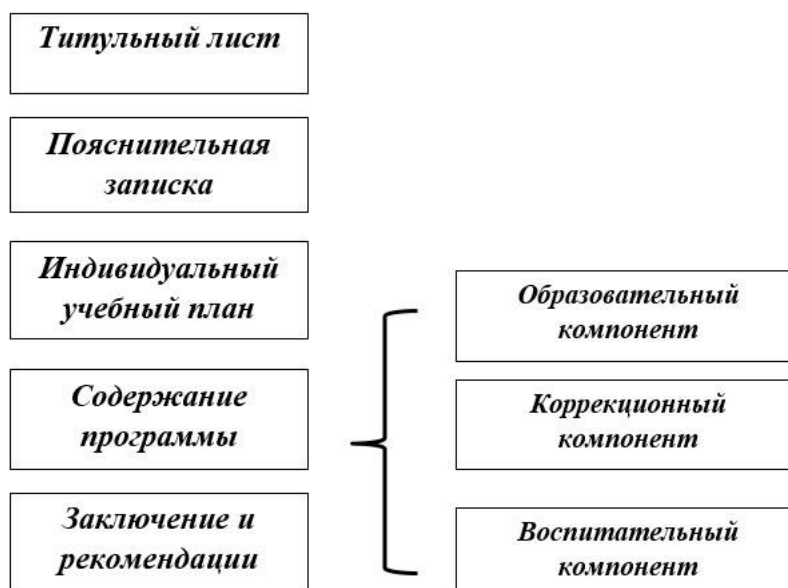 Титульный лист
Пояснительная
записка
Индивидуальный
учебный план
Содержание
программы
Заключение и
рекомендации
Образовательный
компонент
Коррекционный
компонент
Воспитательный
компонент